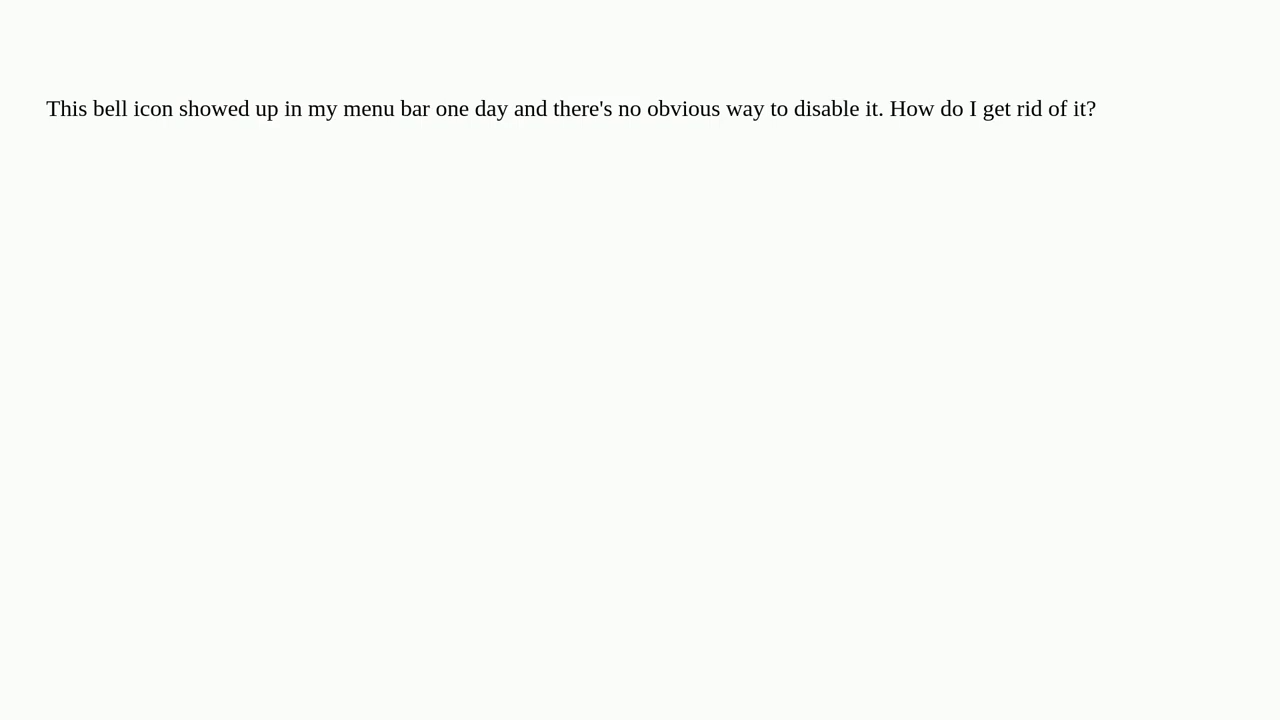 This bell icon showed up in my menu bar one day and there's no obvious way to disable it. How do I get rid of it?